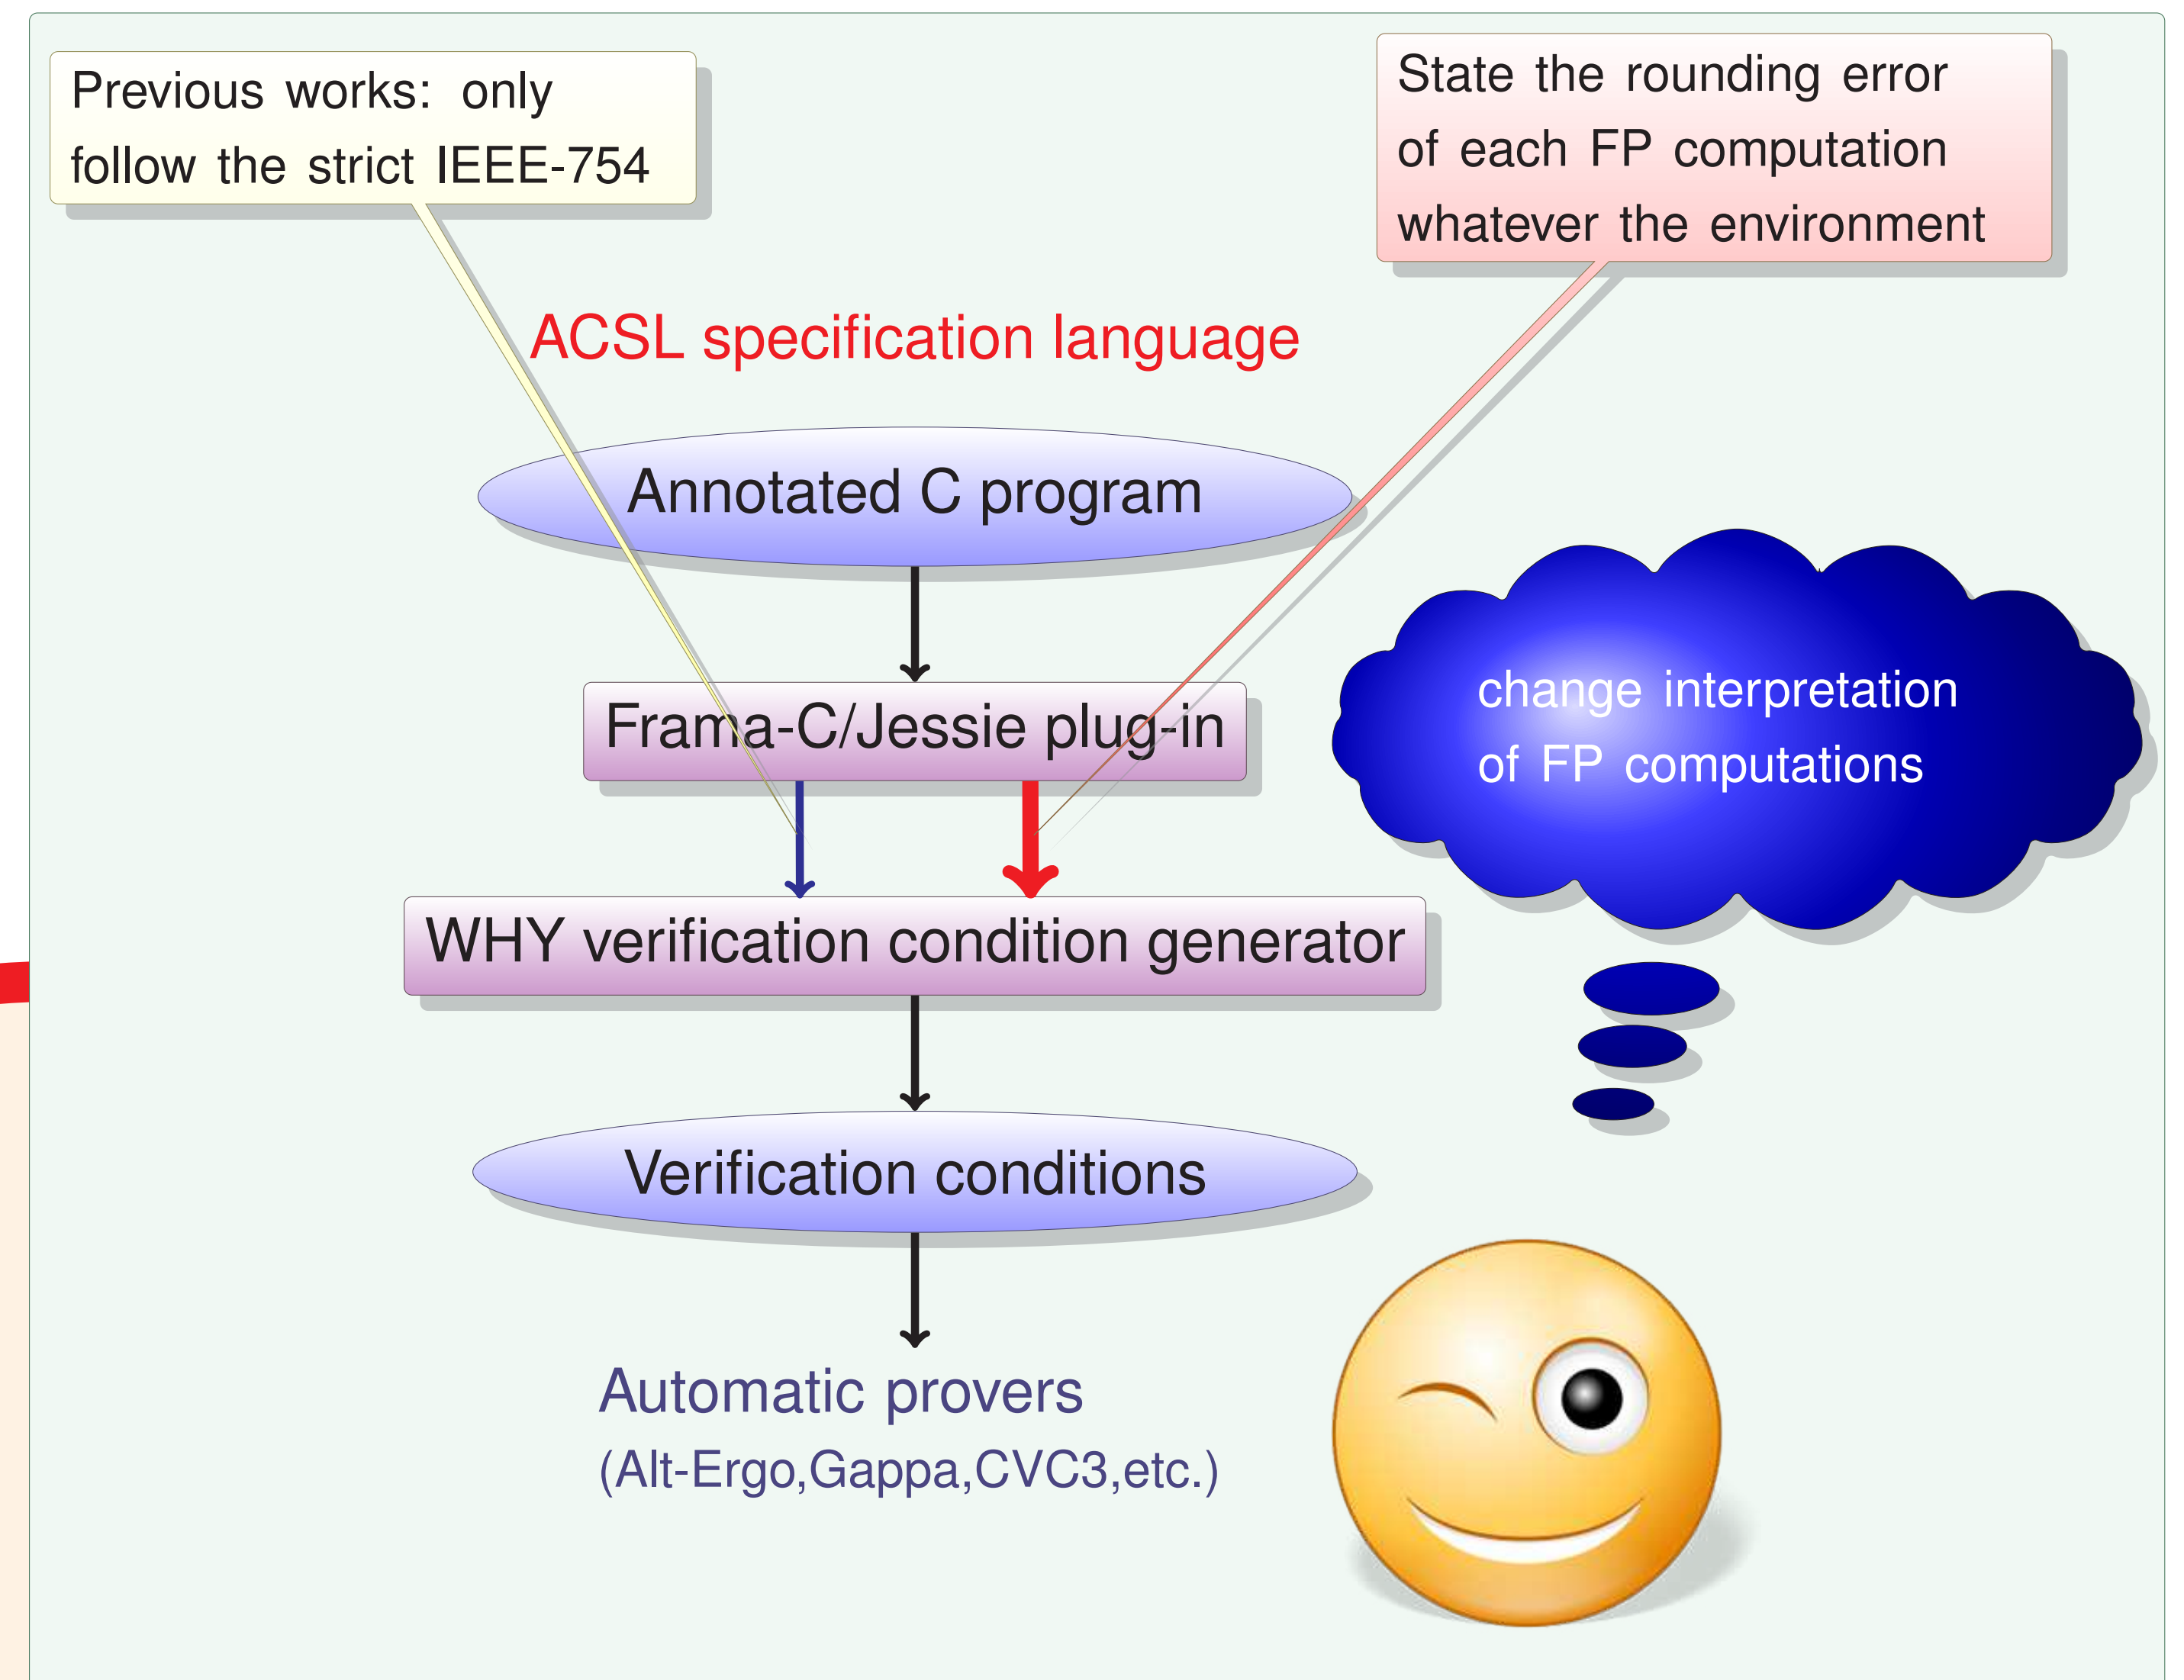 Previous works: only
follow the strict IEEE-754
State the rounding error
of each FP computation
whatever the environment
ACSL specification language
Annotated C program
Frama-C/Jessie plug-in
change interpretation
of FP computations
WHY verification condition generator
Verification conditions
Automatic provers
(Alt-Ergo,Gappa,CVC3,etc.)